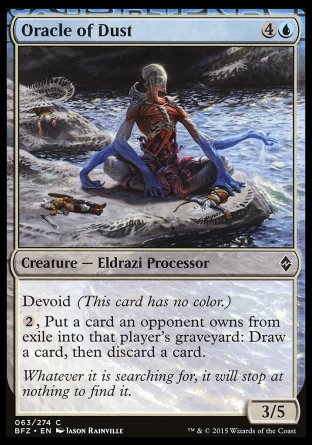 Oracle of Dust 4
Creature — Eldrazi Processor
Devoid (This card has no color.)
2, Put a card an opponent owns from
exile into that player's graveyard: Draw
a card, then discard a card.
Whatever it is searching for, it will stop at
nothing to find it.
3/5
063/274 C
BFZ • EN JASON RAINVILLE
™ & © 2015 Wizards of the Coast